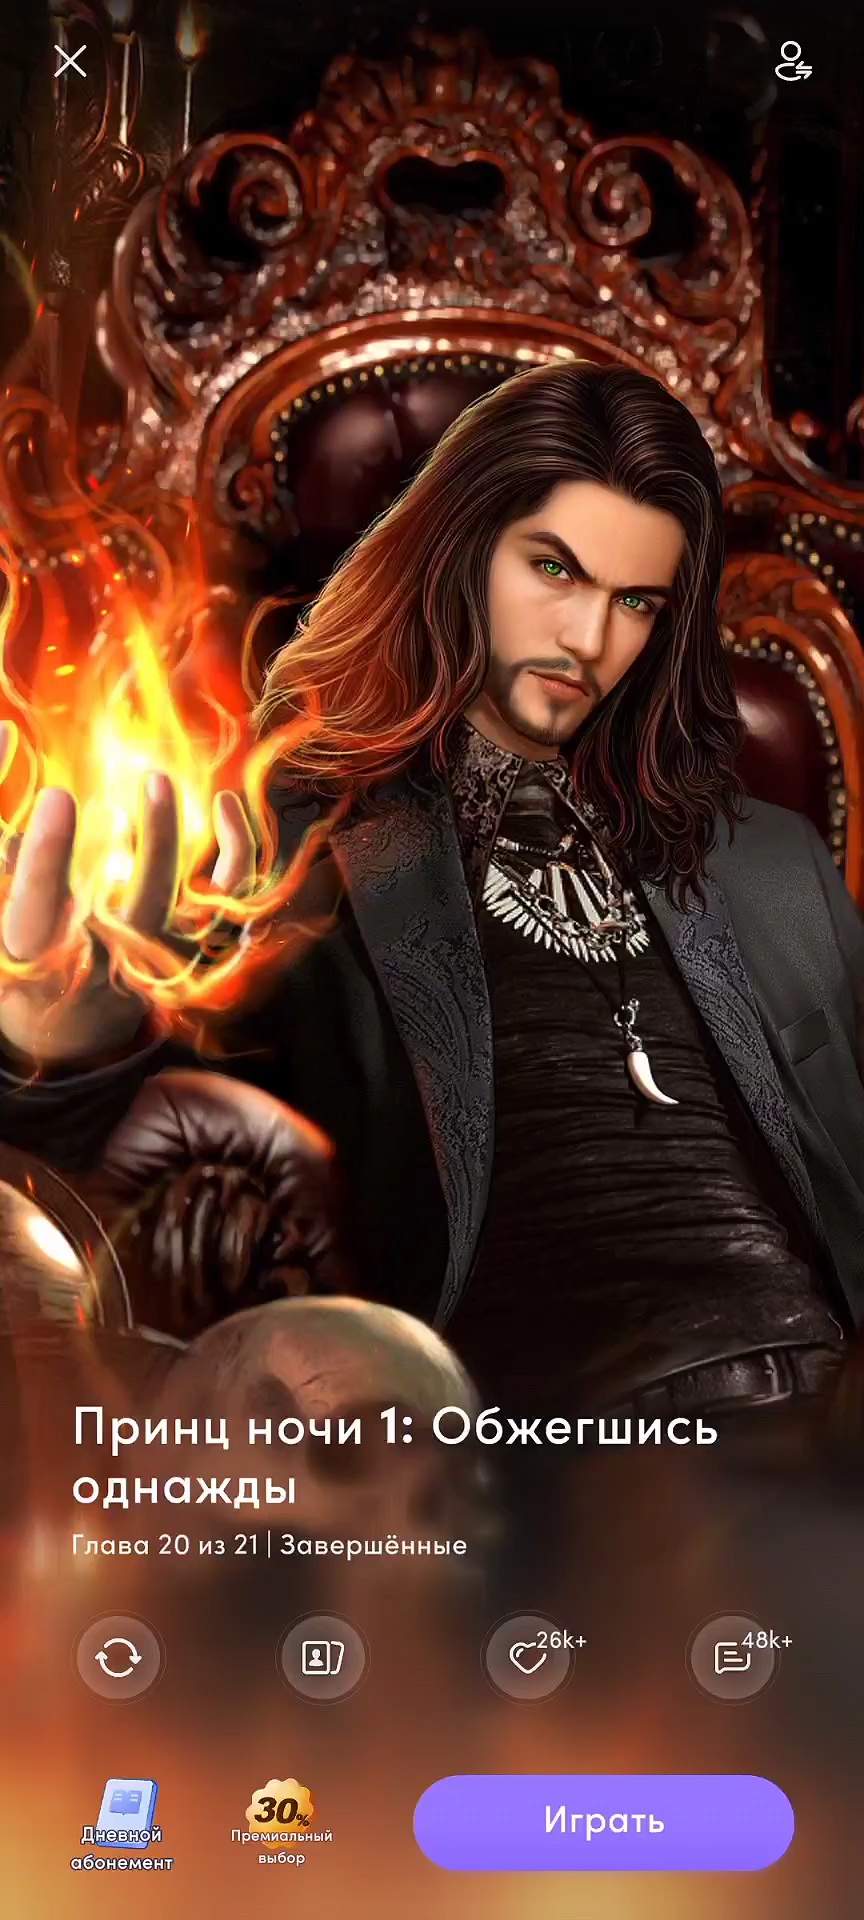 Принц ночи 1: Обжегшись
однажды
Глава 20 из 21 | Завершённые
26k+
48k+
Дневной
абонемент
30%
Премиальный
выбор
Играть